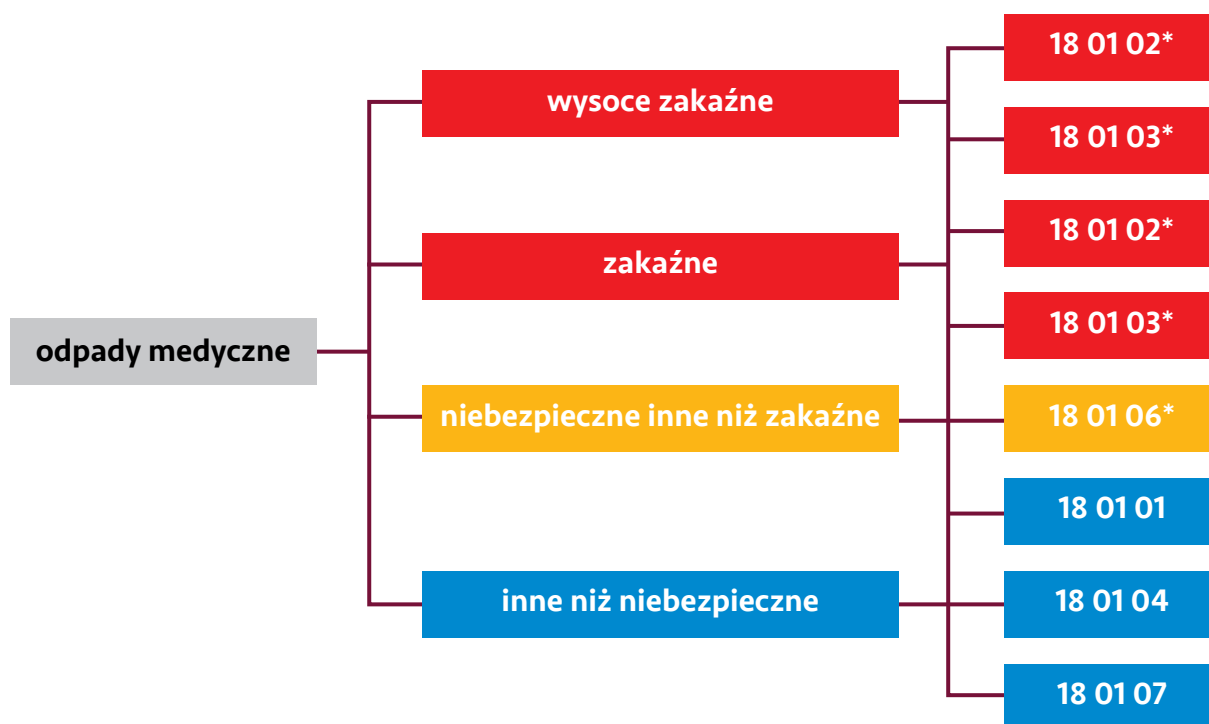 odpady medyczne
wysoce zakaźne
zakaźne
niebezpieczne inne niż zakaźne
inne niż niebezpieczne
18 01 02*
18 01 03*
18 01 02*
18 01 03*
18 01 06*
18 01 01
18 01 04
18 01 07